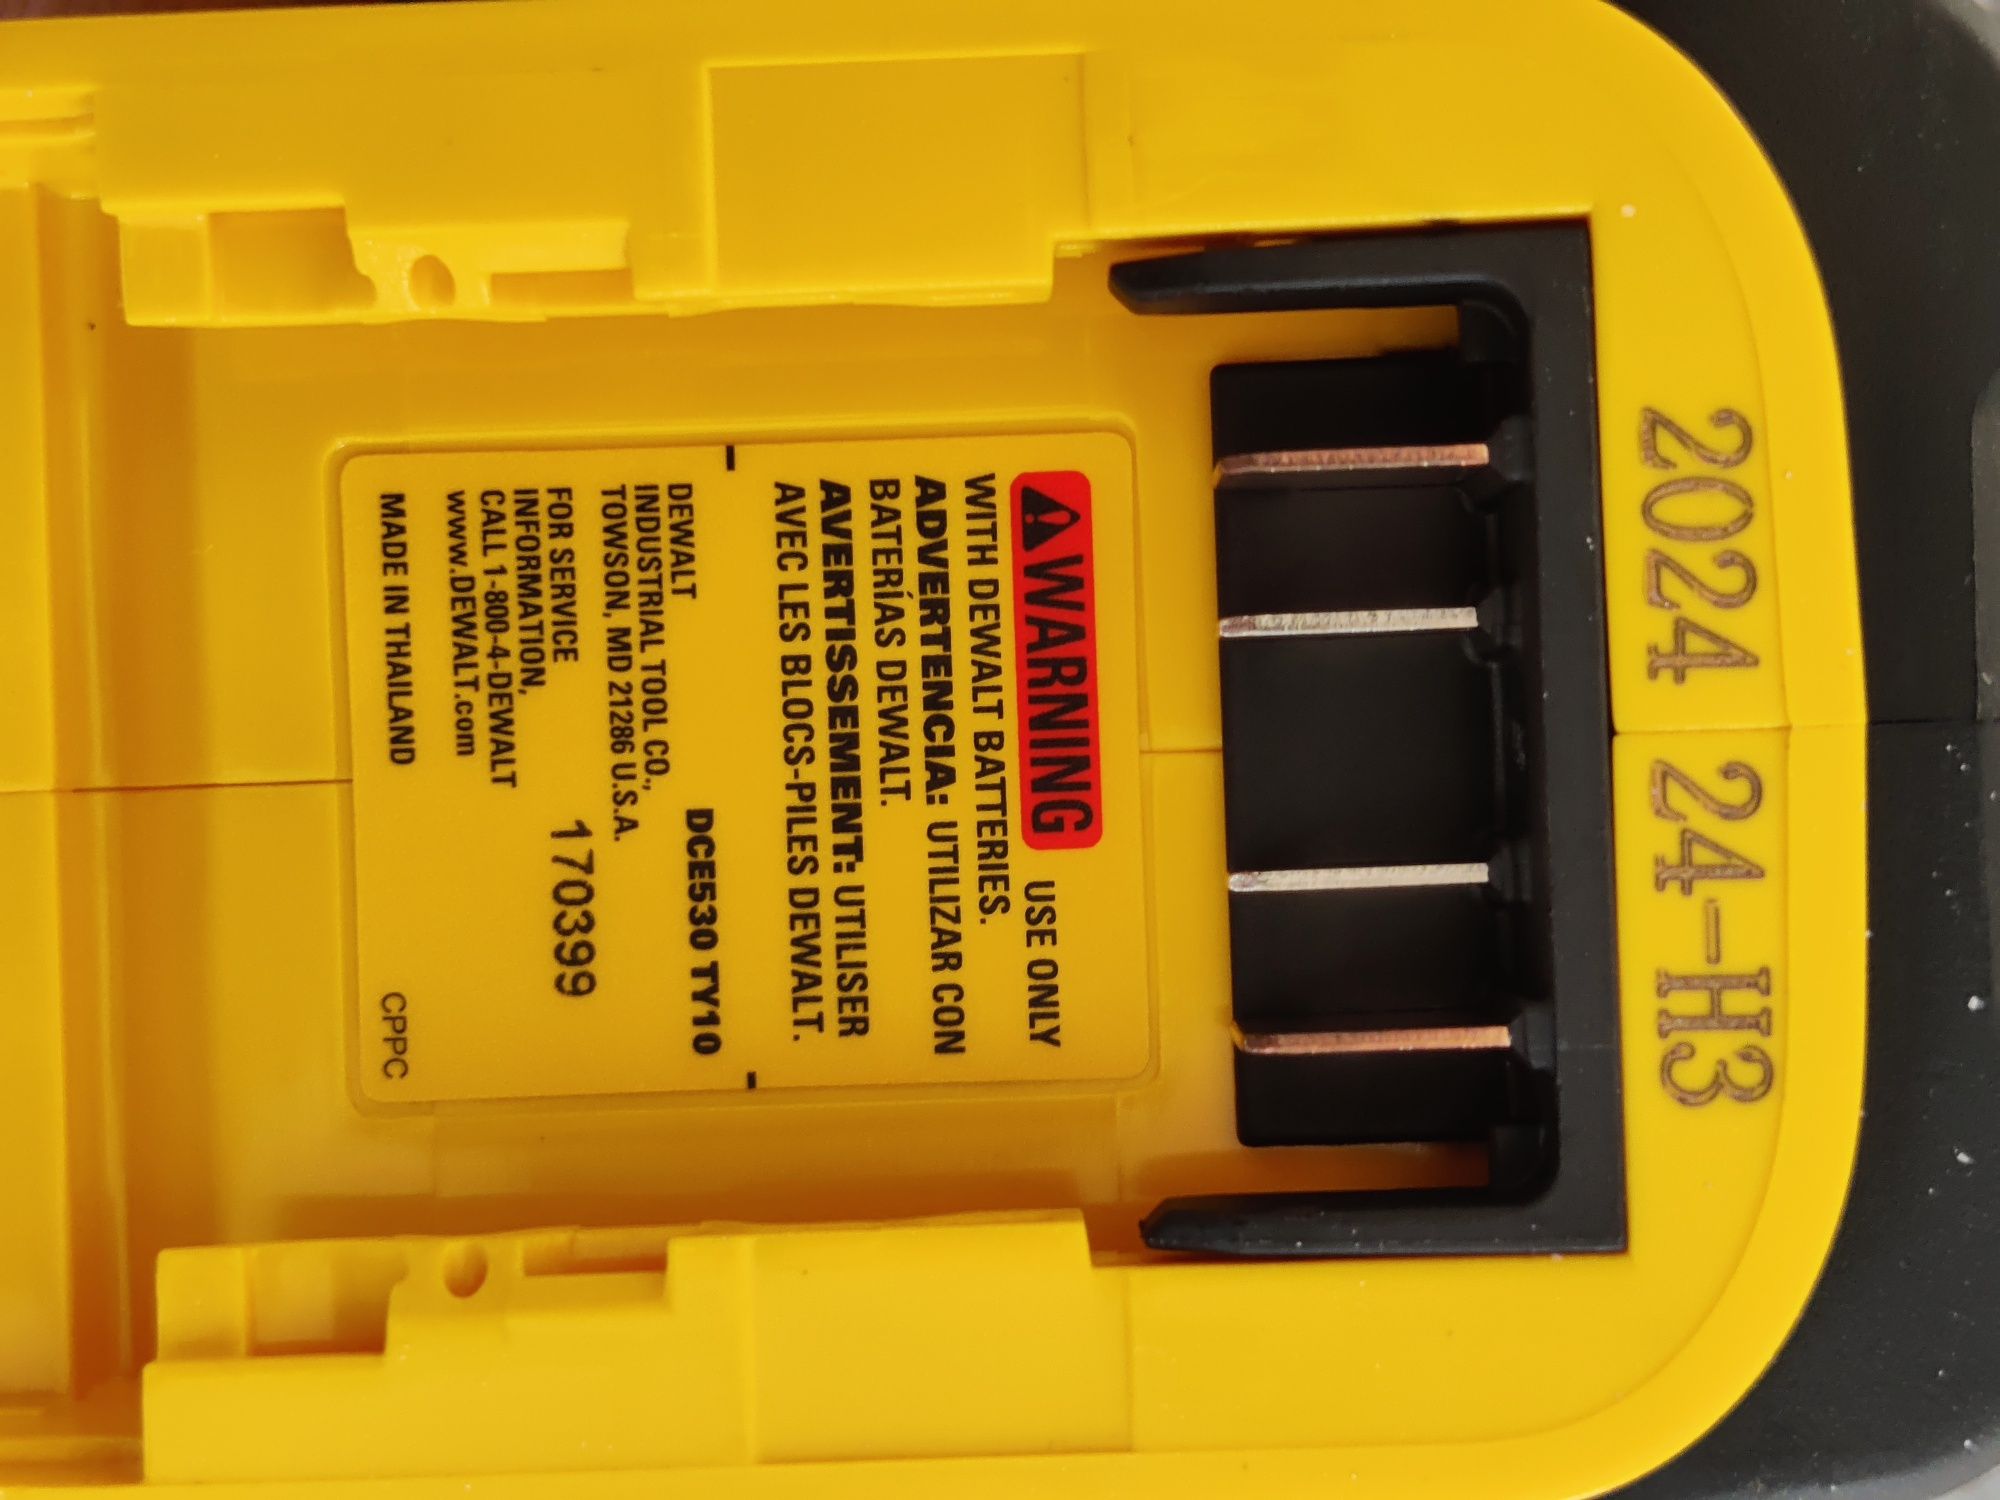 2024 24-H3
WARNING USE ONLY
WITH DEWALT BATTERIES.
ADVERTENCIA: UTILIZAR CON
BATERÍAS DEWALT.
AVERTISSEMENT: UTILISER
AVEC LES BLOCS-PILES DEWALT.
DCE530 TY10
DEWALT
INDUSTRIAL TOOL CO.,
TOWSON, MD 21286 U.S.A.
170399
FOR SERVICE
INFORMATION,
CALL 1-800-4-DEWALT
www.DEWALT.com
MADE IN THAILAND
CPPC